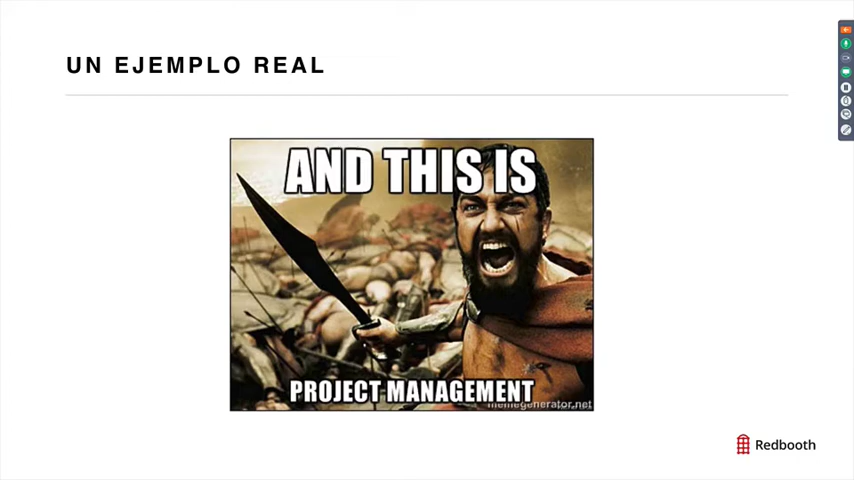 UN EJEMPLO REAL
AND THIS IS
PROJECT MANAGEMENT
memegenerator.net
Redbooth